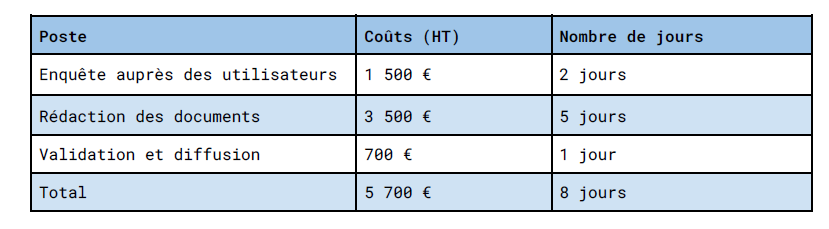 Poste Coûts (HT) Nombre de jours
Enquête auprès des utilisateurs 1 500 € 2 jours
Rédaction des documents 3 500 € 5 jours
Validation et diffusion 700 € 1 jour
Total 5 700 € 8 jours